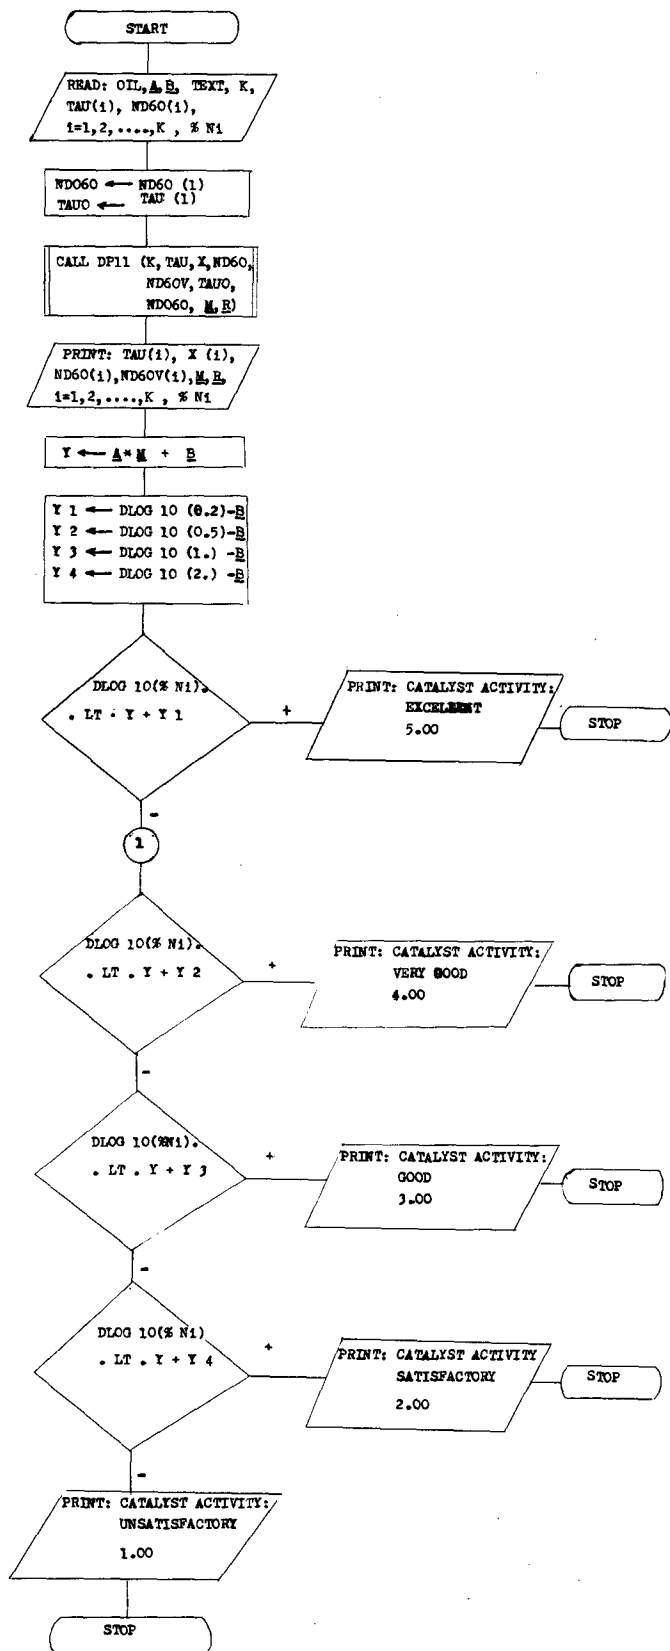 START
READ: OIL,A,B, TEXT, K,
TAU(i), ND60(i),
i=1,2,....,K , % Ni
NDO60 ← ND60 (1)
TAUO ← TAU (1)
CALL DP11 (K,TAU,X,ND60,
ND60V,TAUO,
NDO60, M,R)
PRINT: TAU(i), X (i),
ND60(i),ND60V(i),M,R,
i=1,2,....,K , % Ni
Y ← A* M + B
Y 1 ← DLOG 10 (0.2)-B
Y 2 ← DLOG 10 (0.5)-B
Y 3 ← DLOG 10 (1.) -B
Y 4 ← DLOG 10 (2.) -B
DLOG 10(% Ni).
. LT . Y + Y 1
+
PRINT: CATALYST ACTIVITY:
EXCELLENT
5.00
STOP
-
1
DLOG 10(% Ni).
. LT . Y + Y 2
+
PRINT: CATALYST ACTIVITY:
VERY GOOD
4.00
STOP
-
DLOG 10(%Ni).
. LT . Y + Y 3
+
PRINT: CATALYST ACTIVITY:
GOOD
3.00
STOP
-
DLOG 10(% Ni)
. LT . Y + Y 4
+
PRINT: CATALYST ACTIVITY
SATISFACTORY
2.00
STOP
-
PRINT: CATALYST ACTIVITY:
UNSATISFACTORY
1.00
STOP